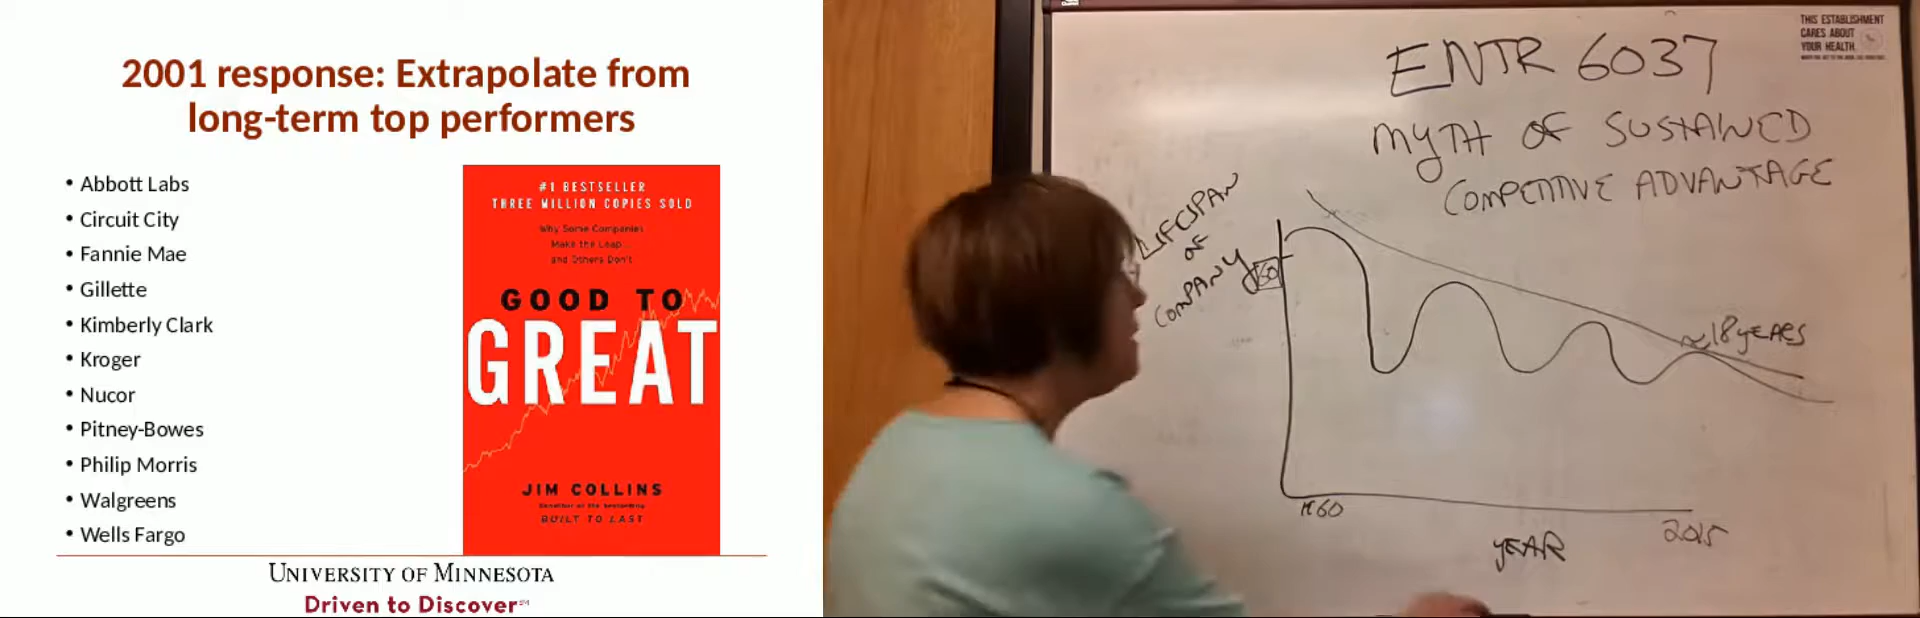 2001 response: Extrapolate from
long-term top performers
• Abbott Labs
• Circuit City
• Fannie Mae
• Gillette
• Kimberly Clark
• Kroger
• Nucor
• Pitney-Bowes
• Philip Morris
• Walgreens
• Wells Fargo
#1 BESTSELLER
THREE MILLION COPIES SOLD
Why Some Companies
Make the Leap...
and Others Don't
GOOD TO
GREAT
JIM COLLINS
BUILT TO LAST
UNIVERSITY OF MINNESOTA
Driven to Discover
THIS ESTABLISHMENT
CARES ABOUT
YOUR HEALTH.
ENTR 6037
MYTH OF SUSTAINED
COMPETITIVE ADVANTAGE
LIFESPAN
OF
COMPANY
60
≈18 YEARS
1960
2015
YEAR